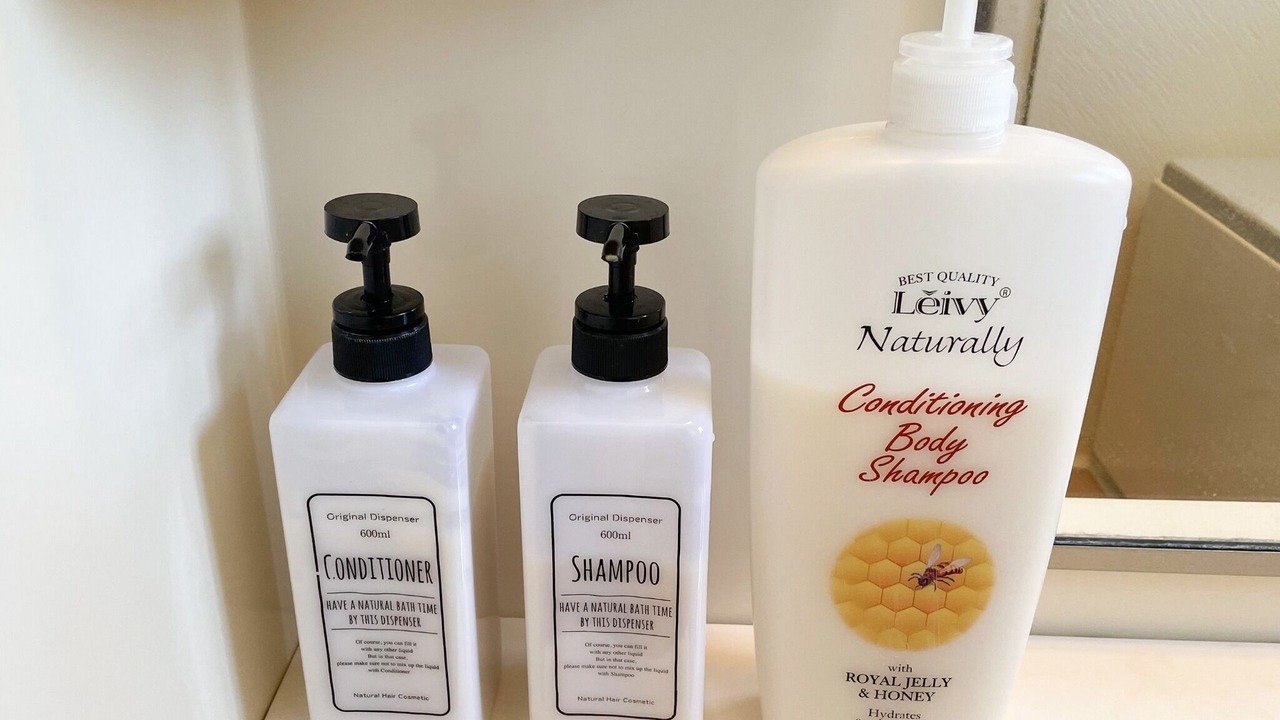 Original Dispenser
600ml
CONDITIONER
HAVE A NATURAL BATH TIME
BY THIS DISPENSER
Of course, you can fill it
with any other liquid
But in that case,
please make sure not to mix up the liquid
with Conditioner
Natural Hair Cosmetic
Original Dispenser
600ml
SHAMPOO
HAVE A NATURAL BATH TIME
BY THIS DISPENSER
Of course, you can fill it
with any other liquid
But in that case,
please make sure not to mix up the liquid
with Shampoo
Natural Hair Cosmetic
BEST QUALITY
Lěivy®
Naturally
Conditioning
Body
Shampoo
with
ROYAL JELLY
& HONEY
Hydrates